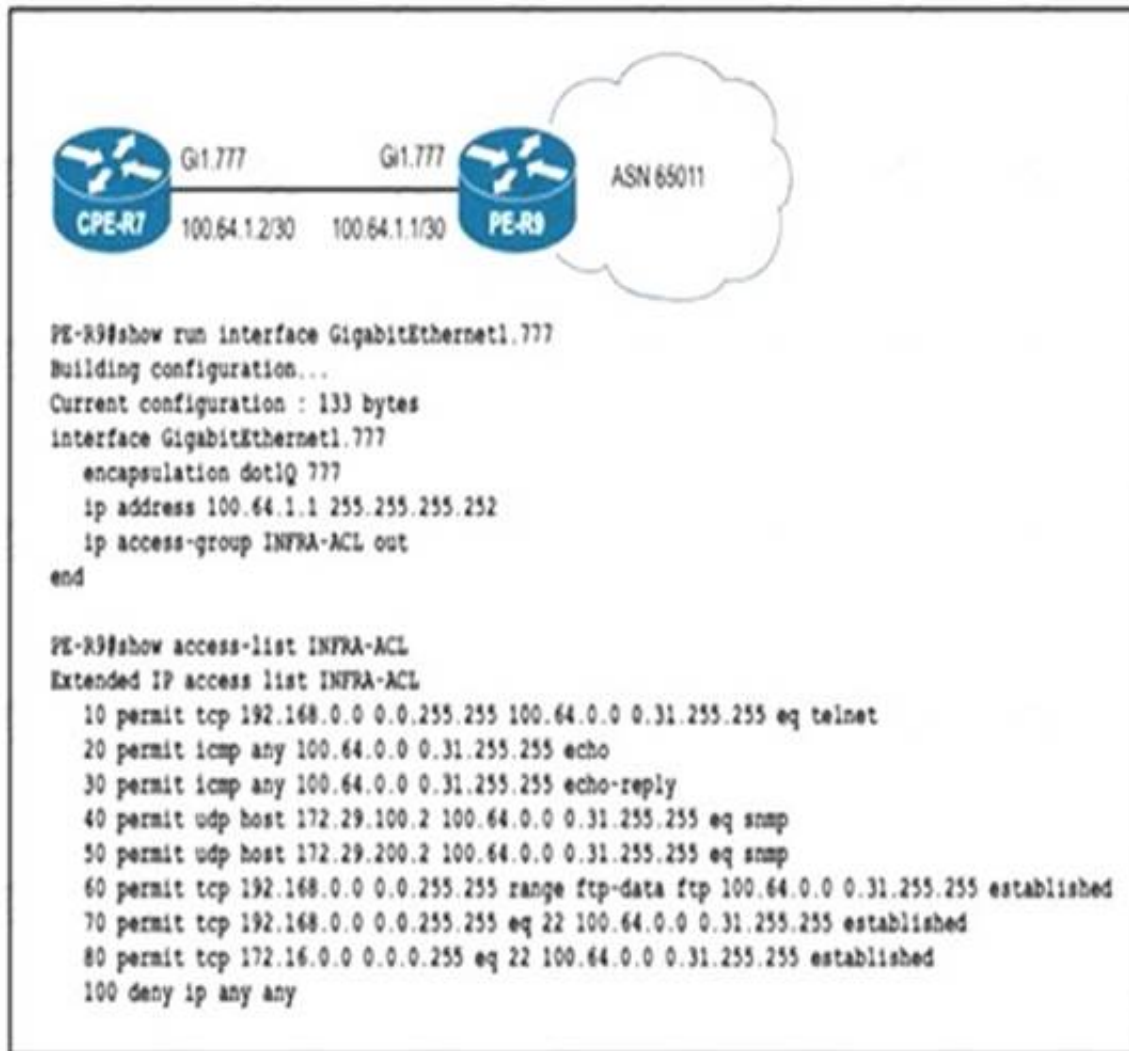 Gi1.777
Gi1.777
ASN 65011
CPE-R7
100.64.1.2/30
100.64.1.1/30
PE-R9
PE-R9#show run interface GigabitEthernet1.777
Building configuration...
Current configuration : 133 bytes
interface GigabitEthernet1.777
encapsulation dot1Q 777
ip address 100.64.1.1 255.255.255.252
ip access-group INFRA-ACL out
end
PE-R9#show access-list INFRA-ACL
Extended IP access list INFRA-ACL
10 permit tcp 192.168.0.0 0.0.255.255 100.64.0.0 0.31.255.255 eq telnet
20 permit icmp any 100.64.0.0 0.31.255.255 echo
30 permit icmp any 100.64.0.0 0.31.255.255 echo-reply
40 permit udp host 172.29.100.2 100.64.0.0 0.31.255.255 eq snmp
50 permit udp host 172.29.200.2 100.64.0.0 0.31.255.255 eq snmp
60 permit tcp 192.168.0.0 0.0.255.255 range ftp-data ftp 100.64.0.0 0.31.255.255 established
70 permit tcp 192.168.0.0 0.0.255.255 eq 22 100.64.0.0 0.31.255.255 established
80 permit tcp 172.16.0.0 0.0.0.255 eq 22 100.64.0.0 0.31.255.255 established
100 deny ip any any